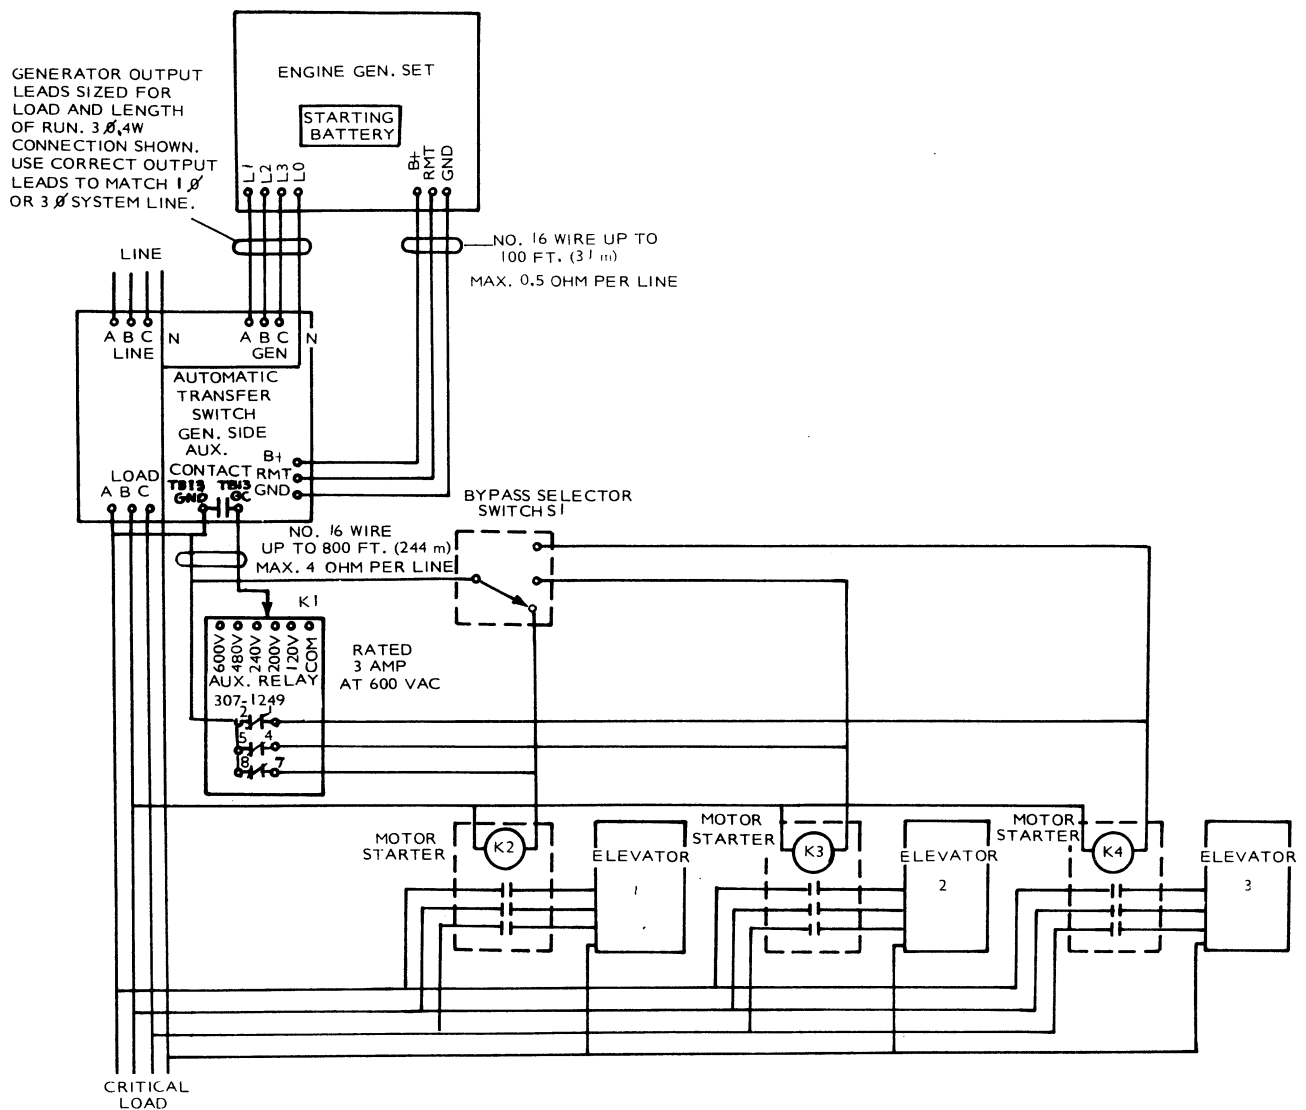 GENERATOR OUTPUT
LEADS SIZED FOR
LOAD AND LENGTH
OF RUN. 3Ø,4W
CONNECTION SHOWN.
USE CORRECT OUTPUT
LEADS TO MATCH 1Ø
OR 3Ø SYSTEM LINE.
ENGINE GEN. SET
STARTING
BATTERY
L1 L2 L3 L0
B+ RMT GND
NO. 16 WIRE UP TO
100 FT. (31 m)
MAX. 0.5 OHM PER LINE
LINE
A B C N
LINE
A B C N
GEN
AUTOMATIC
TRANSFER
SWITCH
GEN. SIDE
AUX.
CONTACT
B+
RMT
GND
LOAD
A B C
TB13
GND
TB13
GC
NO. 16 WIRE
UP TO 800 FT. (244 m)
MAX. 4 OHM PER LINE
BYPASS SELECTOR
SWITCH S1
K1
600V 480V 240V 200V 120V COM
AUX. RELAY
307-1249
2 1
5 4
8 7
RATED
3 AMP
AT 600 VAC
MOTOR
STARTER
K2
ELEVATOR
1
MOTOR
STARTER
K3
ELEVATOR
2
MOTOR
STARTER
K4
ELEVATOR
3
CRITICAL
LOAD